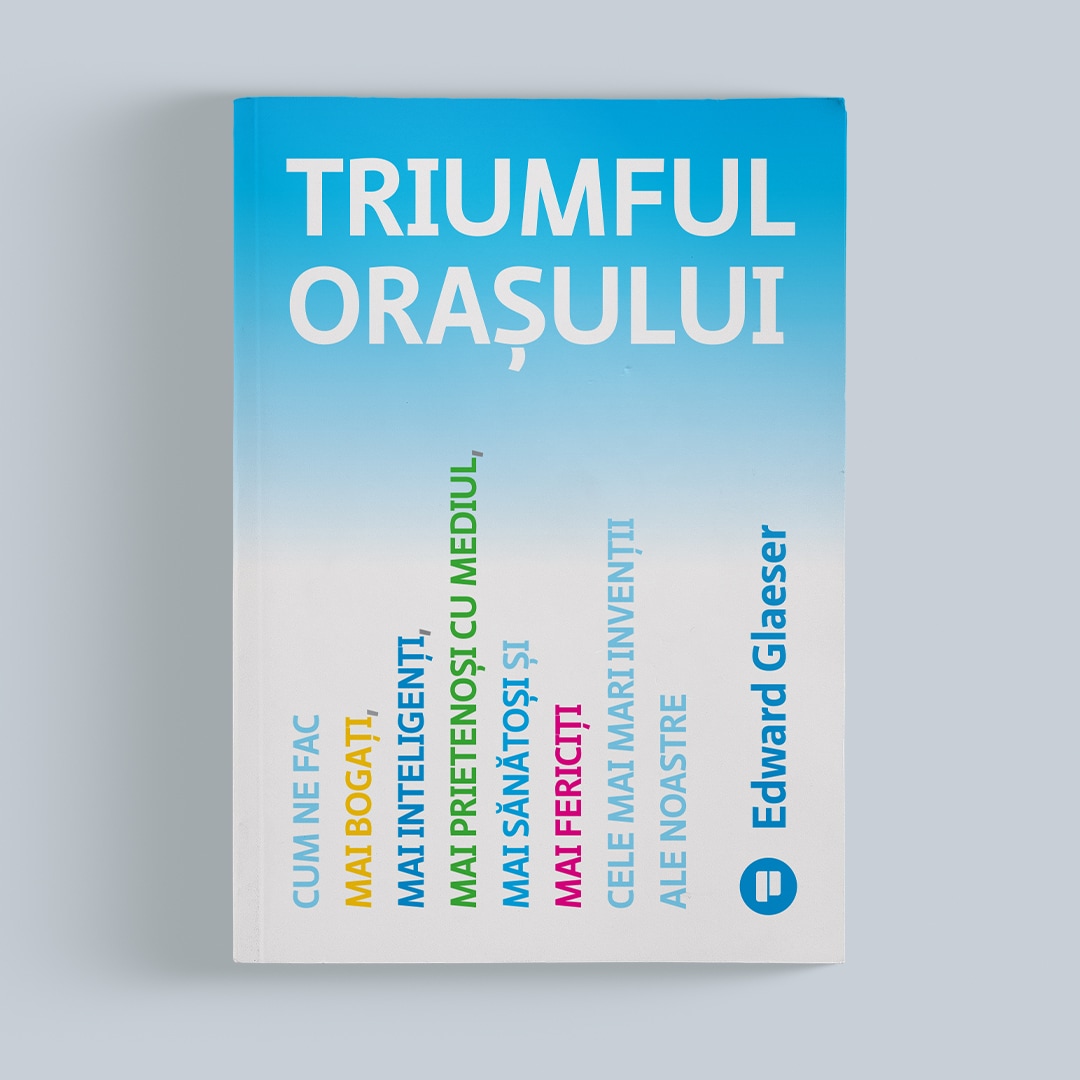 TRIUMFUL
ORAȘULUI
CUM NE FAC
MAI BOGAȚI,
MAI INTELIGENȚI,
MAI PRIETENOȘI CU MEDIUL,
MAI SĂNĂTOȘI ȘI
MAI FERICIȚI
CELE MAI MARI INVENȚII
ALE NOASTRE
Edward Glaeser